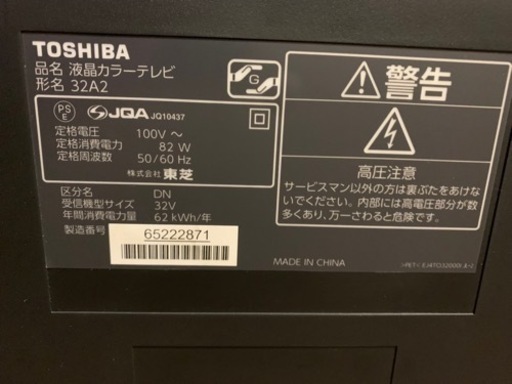 TOSHIBA
品名 液晶カラーテレビ
形名 32A2
G
PS
E
JQA JQ10437
定格電圧 100V ～
定格消費電力 82 W
定格周波数 50/60 Hz
株式会社 東芝
区分名 DN
受信機型サイズ 32V
年間消費電力量 62 kWh/年
製造番号 65222871
警告
高圧注意
サービスマン以外の方は裏ぶたをあけな
いでください。内部には高電圧部分が数
多くあり、万一さわると危険です。
MADE IN CHINA